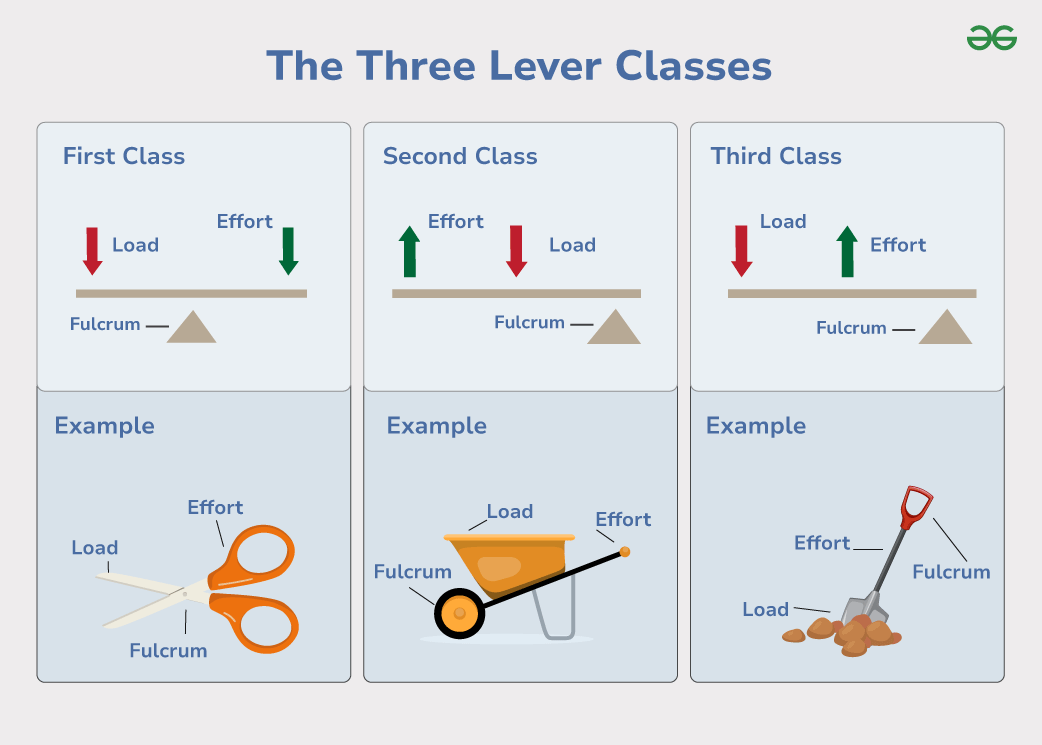 The Three Lever Classes
First Class
Load
Effort
Fulcrum
Example
Effort
Load
Fulcrum
Second Class
Effort
Load
Fulcrum
Example
Load
Effort
Fulcrum
Third Class
Load
Effort
Fulcrum
Example
Effort
Fulcrum
Load